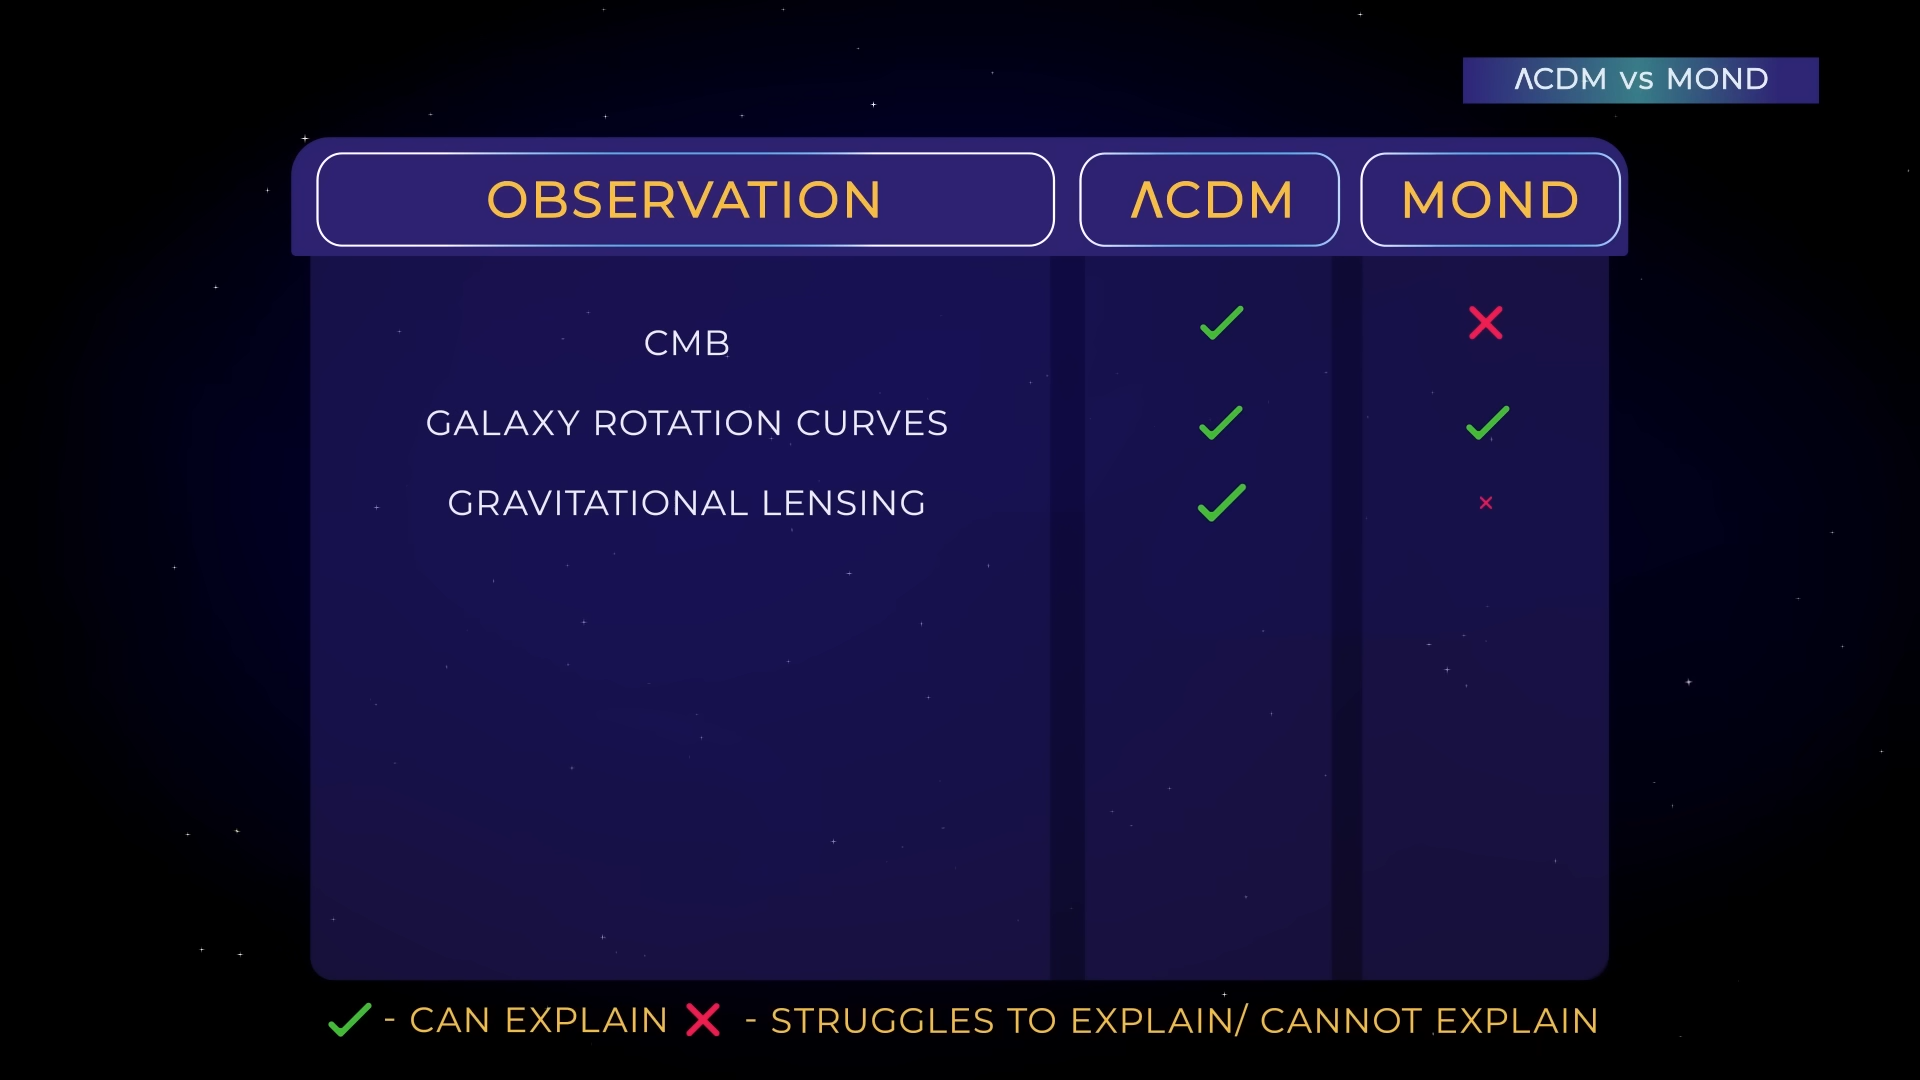 ΛCDM vs MOND
OBSERVATION ΛCDM MOND
CMB
GALAXY ROTATION CURVES
GRAVITATIONAL LENSING
- CAN EXPLAIN - STRUGGLES TO EXPLAIN/ CANNOT EXPLAIN